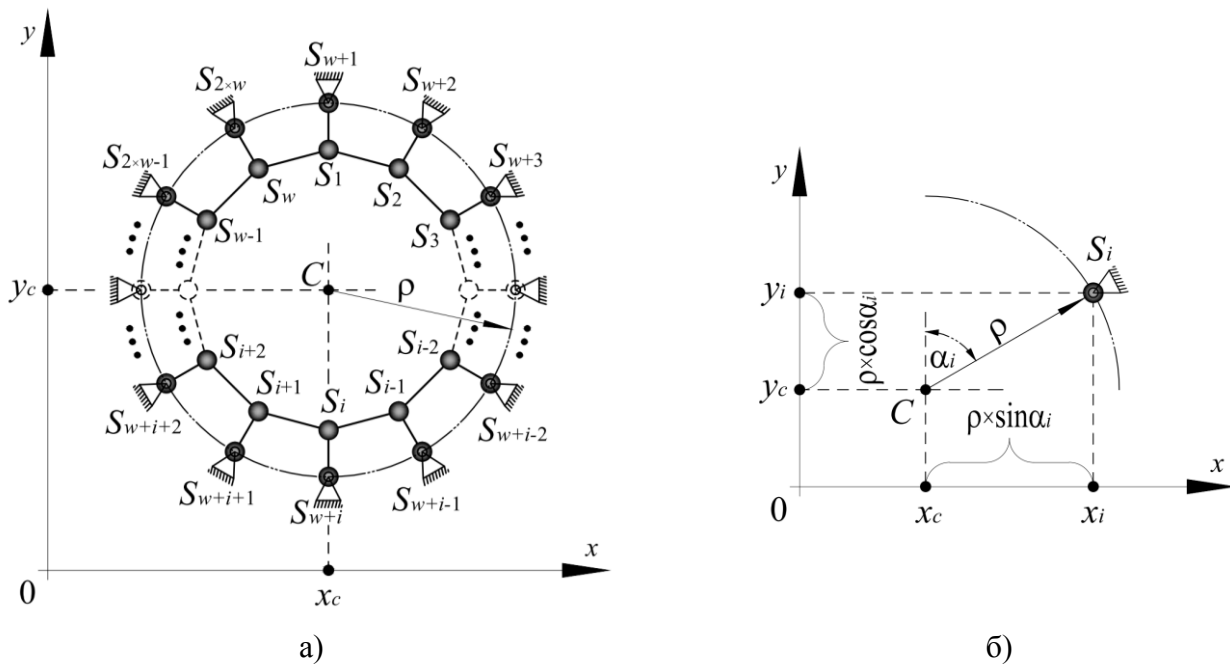 y
S_{w+1}
S_{2×w}
S_{w+2}
S_{2×w-1}
S_{w+3}
S_w
S_1
S_2
S_{w-1}
S_3
y_c
C
ρ
S_{i+2}
S_{i-2}
S_{i+1}
S_i
S_{i-1}
S_{w+i+2}
S_{w+i-2}
S_{w+i+1}
S_{w+i}
S_{w+i-1}
x
0
x_c
а)
y
S_i
y_i
ρ×cosα_i
ρ
α_i
y_c
C
ρ×sinα_i
x
0
x_c
x_i
б)